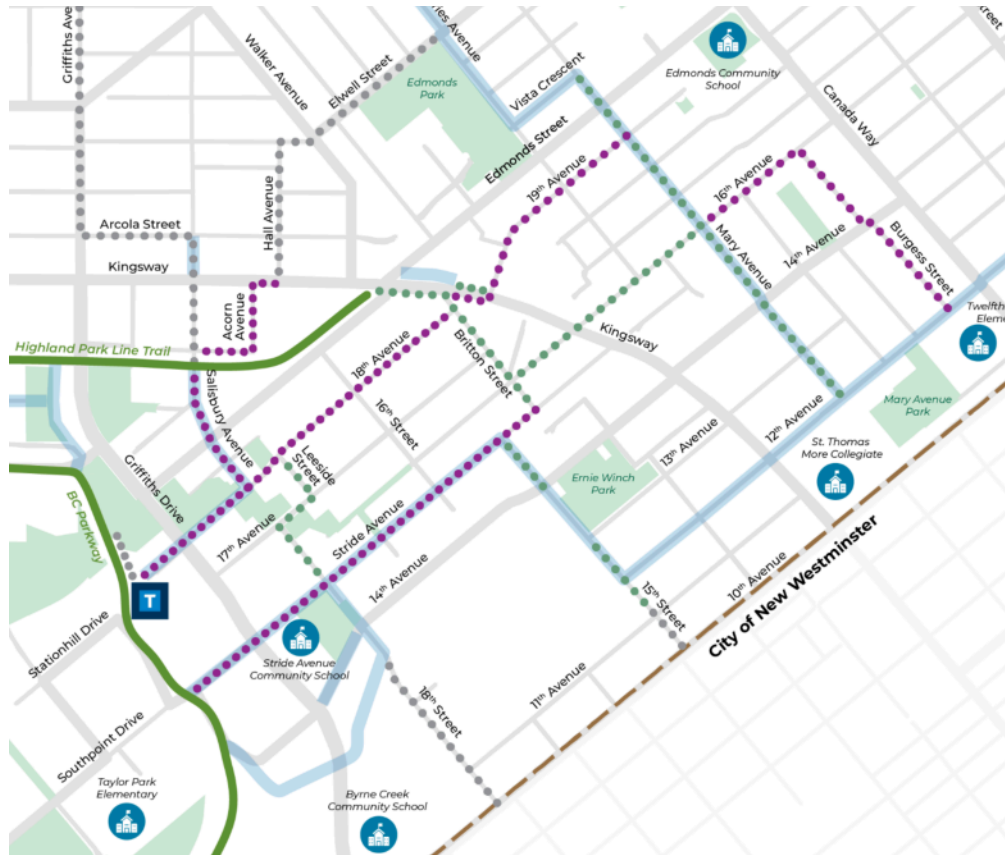 Griffiths Ave
Walker Avenue
Elwell Street
ies Avenue
Edmonds
Park
Vista Crescent
Edmonds Community
School
Canada Way
Street
Edmonds Street
19th Avenue
16th Avenue
Hall Avenue
Arcola Street
Mary Avenue
14th Avenue
Burgess Street
Kingsway
Acorn
Avenue
Kingsway
Twelfth
Eleme
Highland Park Line Trail
18th Avenue
Britton Street
Salisbury Avenue
16th Street
Mary Avenue
Park
12th Avenue
13th Avenue
St. Thomas
More Collegiate
Leeside
Street
Ernie Winch
Park
Griffiths Drive
BC Parkway
17th Avenue
Stride Avenue
14th Avenue
10th Avenue
15th Street
City of New Westminster
T
Stationhill Drive
Stride Avenue
Community School
18th Street
11th Avenue
Southpoint Drive
Taylor Park
Elementary
Byrne Creek
Community School